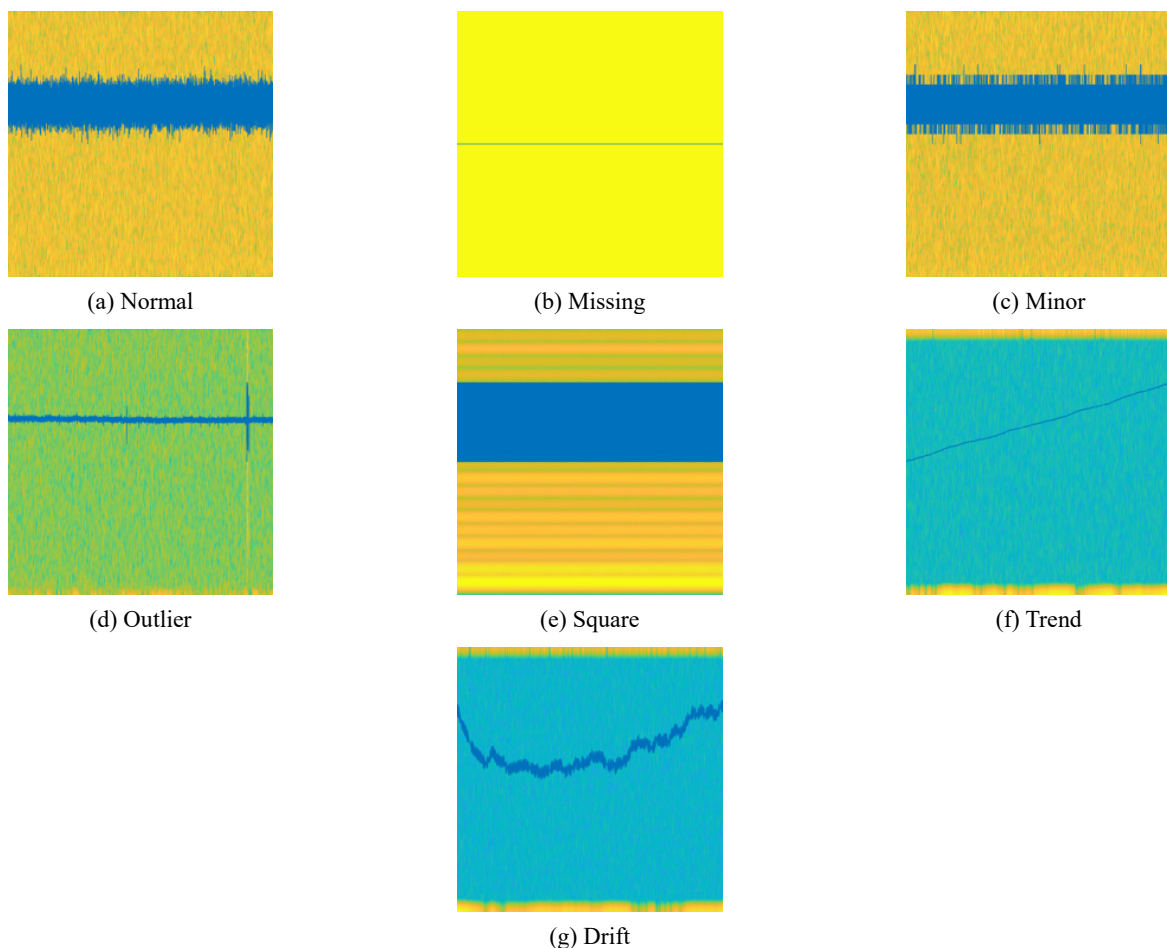 (a) Normal
(b) Missing
(c) Minor
(d) Outlier
(e) Square
(f) Trend
(g) Drift